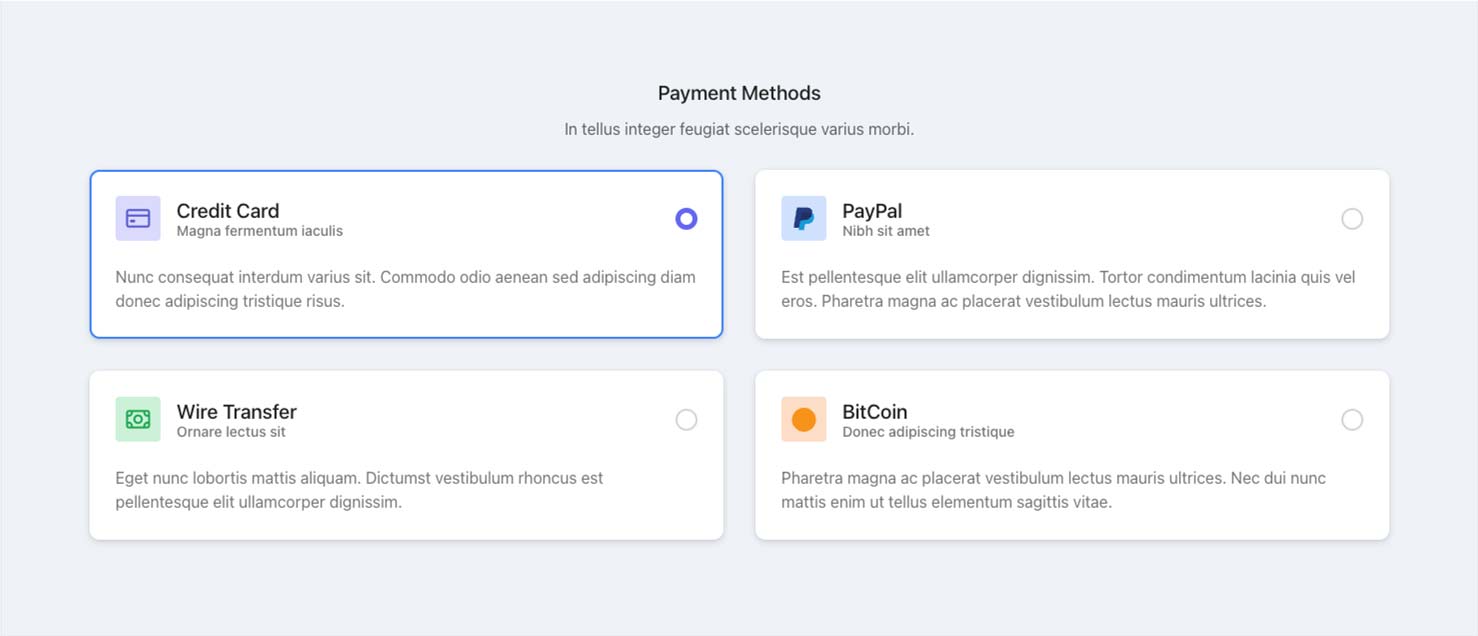 Payment Methods
In tellus integer feugiat scelerisque varius morbi.
Credit Card
Magna fermentum iaculis
Nunc consequat interdum varius sit. Commodo odio aenean sed adipiscing diam
donec adipiscing tristique risus.
PayPal
Nibh sit amet
Est pellentesque elit ullamcorper dignissim. Tortor condimentum lacinia quis vel
eros. Pharetra magna ac placerat vestibulum lectus mauris ultrices.
Wire Transfer
Ornare lectus sit
Eget nunc lobortis mattis aliquam. Dictumst vestibulum rhoncus est
pellentesque elit ullamcorper dignissim.
BitCoin
Donec adipiscing tristique
Pharetra magna ac placerat vestibulum lectus mauris ultrices. Nec dui nunc
mattis enim ut tellus elementum sagittis vitae.